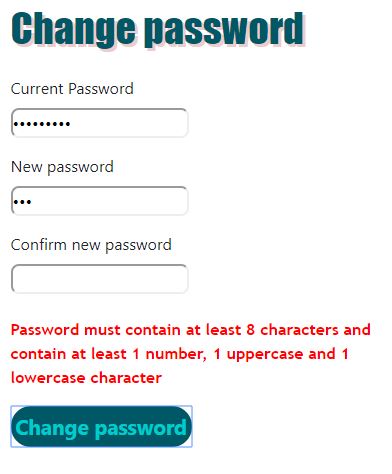 Change password
Current Password
•••••••••
New password
•••
Confirm new password
Password must contain at least 8 characters and
contain at least 1 number, 1 uppercase and 1
lowercase character
Change password